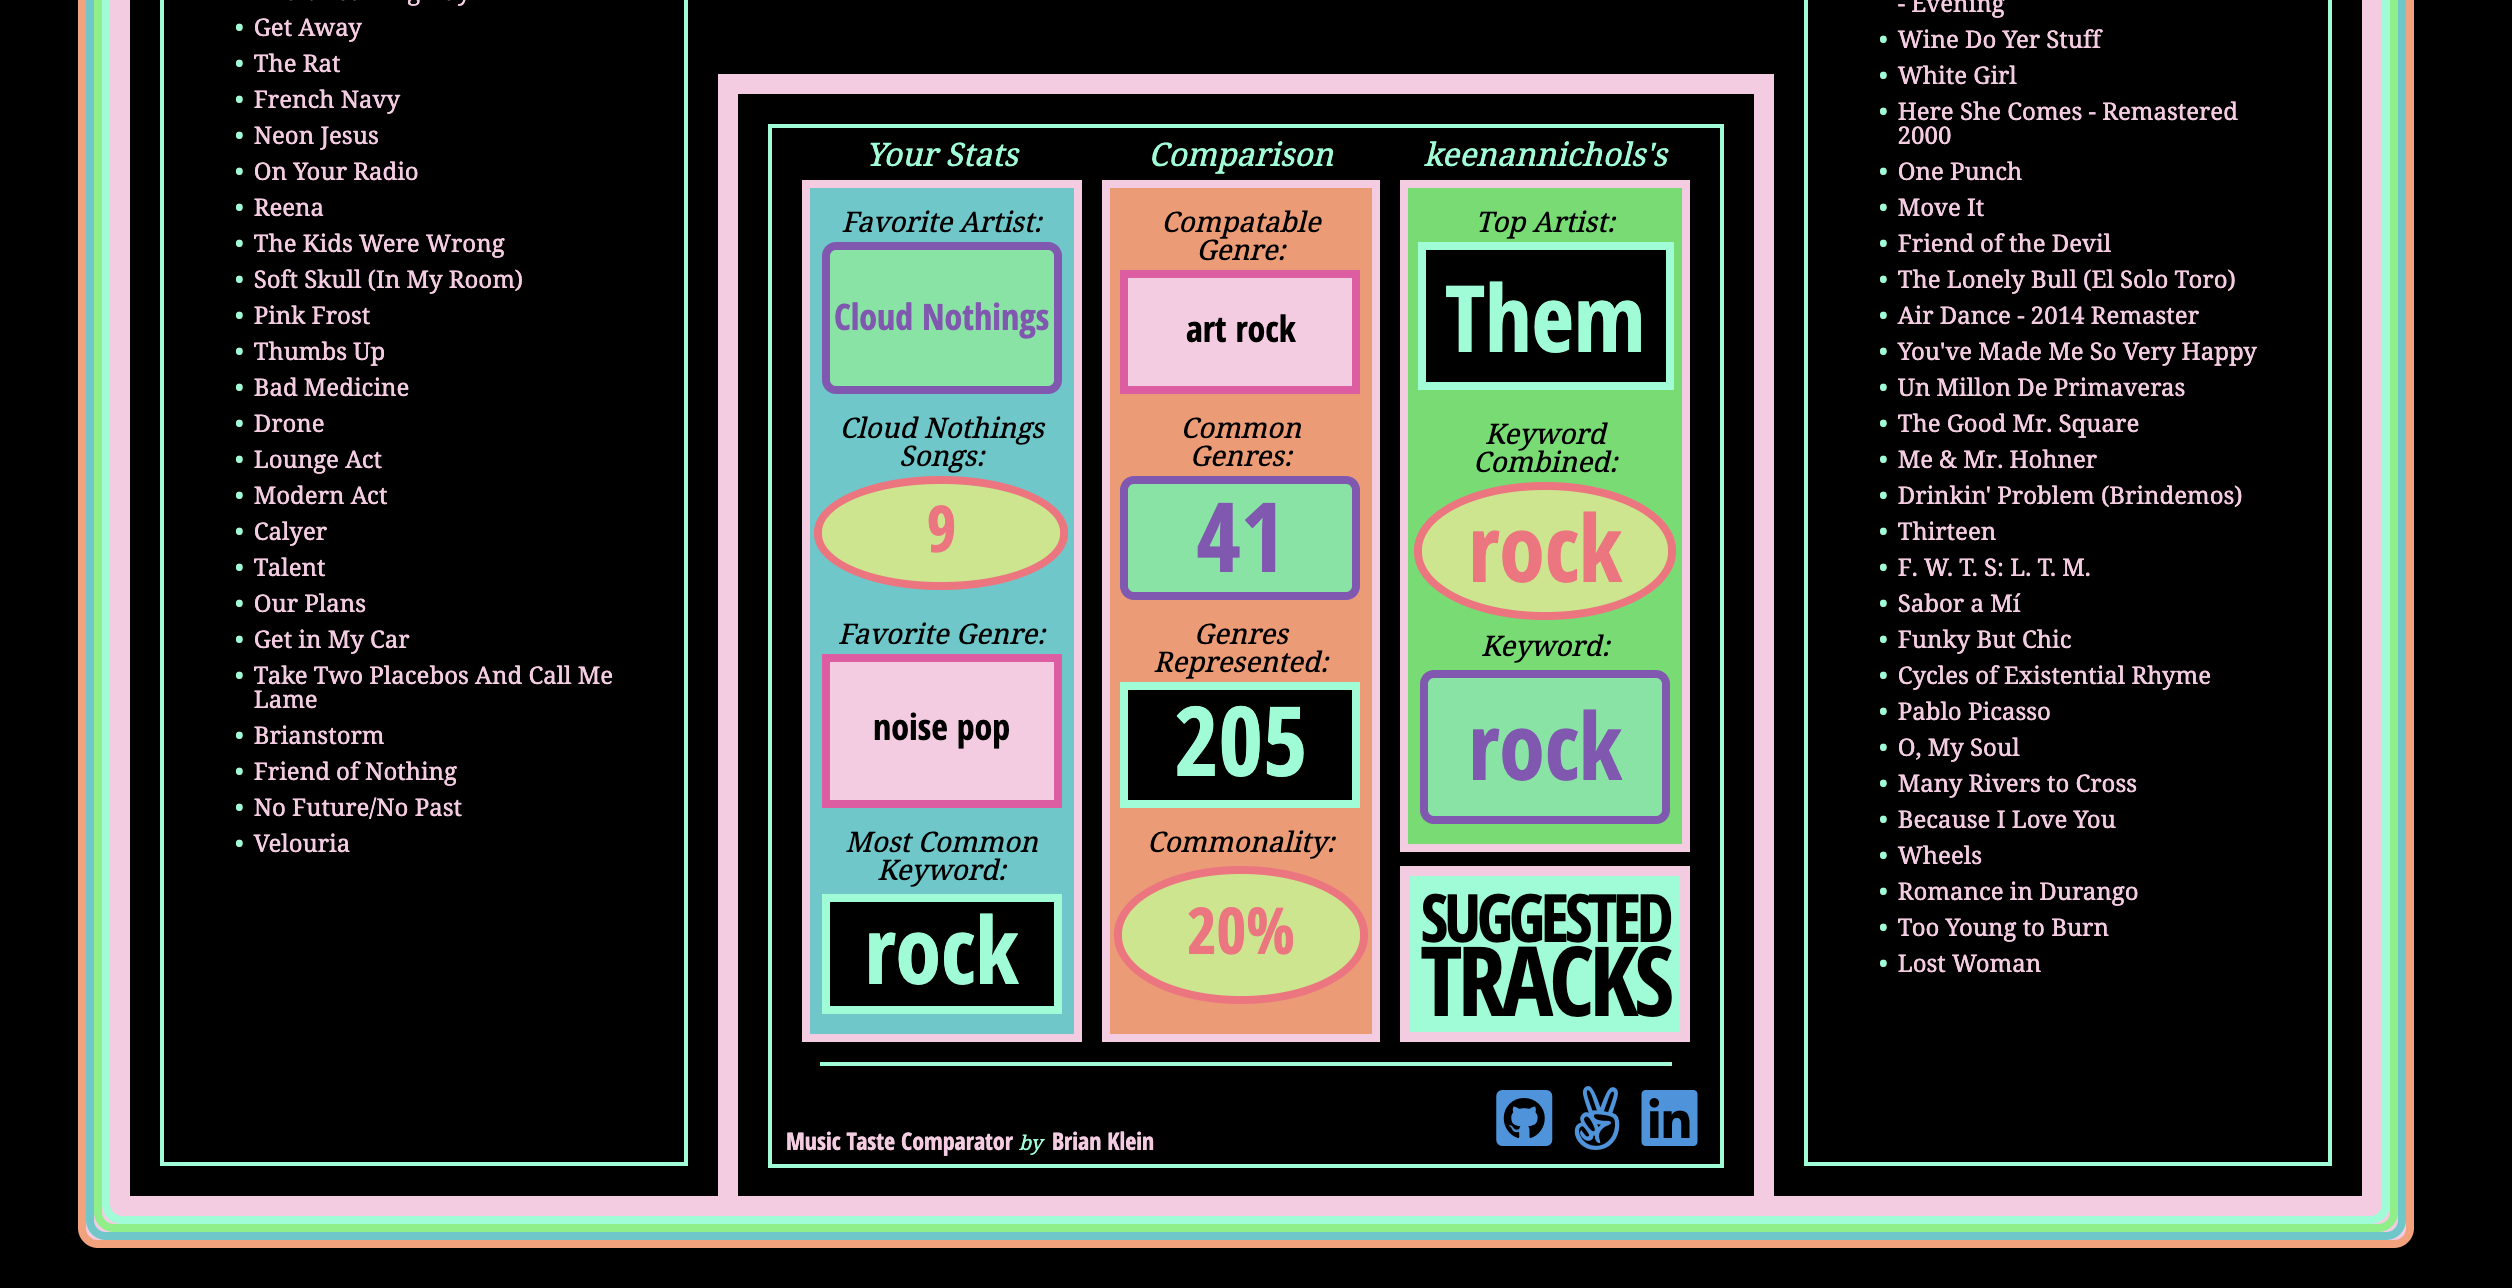 Get Away
The Rat
French Navy
Neon Jesus
On Your Radio
Reena
The Kids Were Wrong
Soft Skull (In My Room)
Pink Frost
Thumbs Up
Bad Medicine
Drone
Lounge Act
Modern Act
Calyer
Talent
Our Plans
Get in My Car
Take Two Placebos And Call Me
Lame
Brianstorm
Friend of Nothing
No Future/No Past
Velouria
Your Stats
Favorite Artist:
Cloud Nothings
Cloud Nothings
Songs:
9
Favorite Genre:
noise pop
Most Common
Keyword:
rock
Comparison
Compatable
Genre:
art rock
Common
Genres:
41
Genres
Represented:
205
Commonality:
20%
keenannichols's
Top Artist:
Them
Keyword
Combined:
rock
Keyword:
rock
SUGGESTED
TRACKS
Music Taste Comparator by Brian Klein
in
- Evening
Wine Do Yer Stuff
White Girl
Here She Comes - Remastered
2000
One Punch
Move It
Friend of the Devil
The Lonely Bull (El Solo Toro)
Air Dance - 2014 Remaster
You've Made Me So Very Happy
Un Millon De Primaveras
The Good Mr. Square
Me & Mr. Hohner
Drinkin' Problem (Brindemos)
Thirteen
F. W. T. S: L. T. M.
Sabor a Mí
Funky But Chic
Cycles of Existential Rhyme
Pablo Picasso
O, My Soul
Many Rivers to Cross
Because I Love You
Wheels
Romance in Durango
Too Young to Burn
Lost Woman